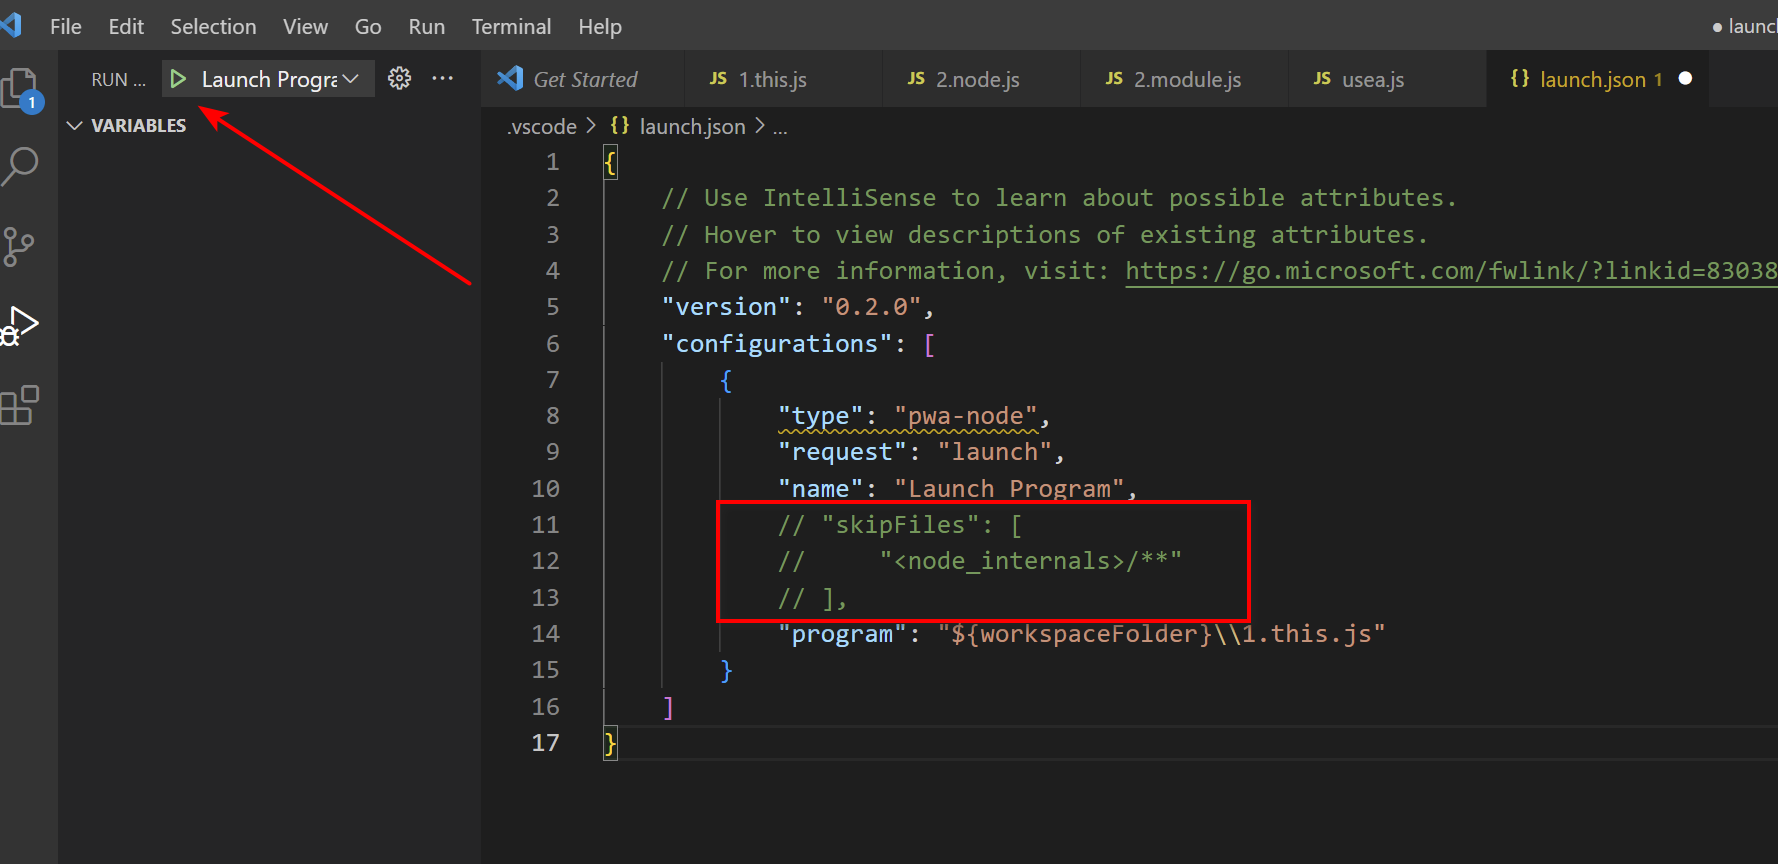 File Edit Selection View Go Run Terminal Help
● launc
RUN ... Launch Progra
1
VARIABLES
Get Started JS 1.this.js JS 2.node.js JS 2.module.js JS usea.js {} launch.json 1 ●
.vscode > {} launch.json > ...
1 {
2 // Use IntelliSense to learn about possible attributes.
3 // Hover to view descriptions of existing attributes.
4 // For more information, visit: https://go.microsoft.com/fwlink/?linkid=83038
5 "version": "0.2.0",
6 "configurations": [
7 {
8 "type": "pwa-node",
9 "request": "launch",
10 "name": "Launch Program",
11 // "skipFiles": [
12 // "<node_internals>/**"
13 // ],
14 "program": "${workspaceFolder}\\1.this.js"
15 }
16 ]
17 }